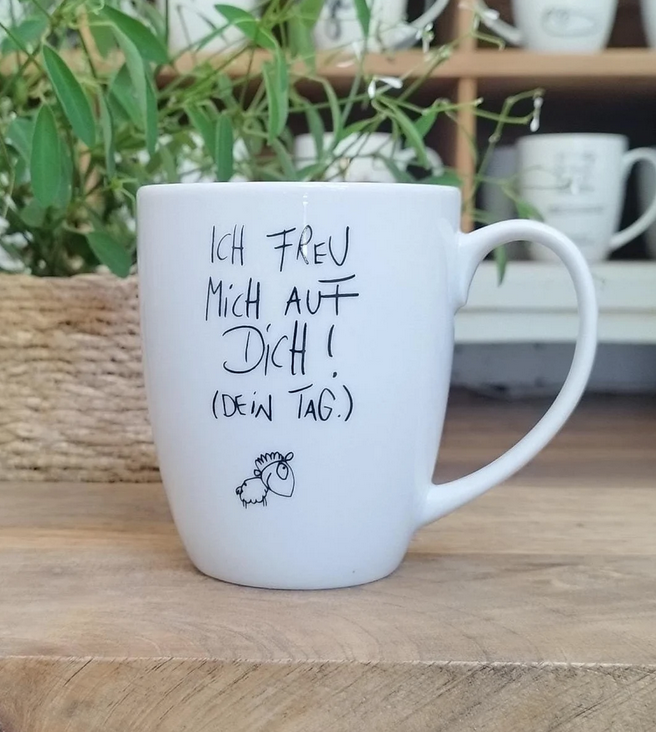 ICH FREU
MICH AUF
DICH!
(DEIN TAG.)